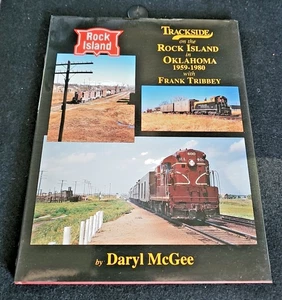 Rock
Island
TRACKSIDE
on the
ROCK ISLAND
in
OKLAHOMA
1959-1980
with
FRANK TRIBBEY
by Daryl McGee